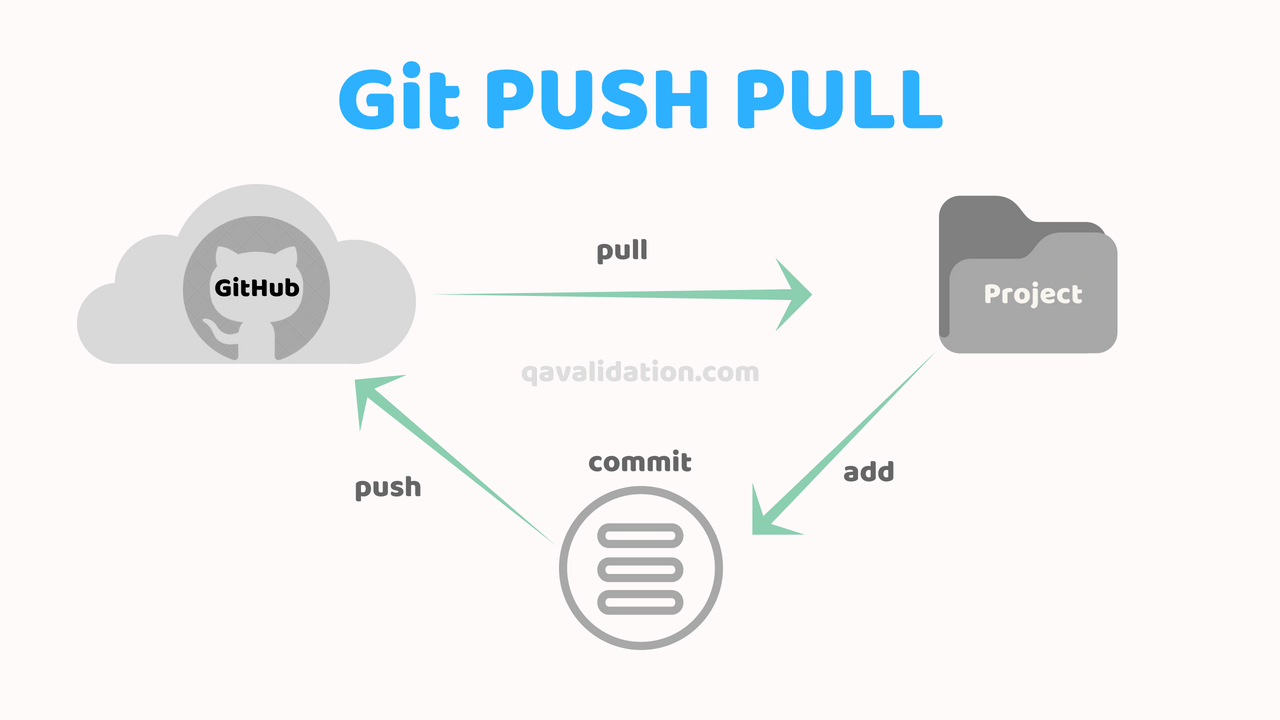 Git PUSH PULL
pull
GitHub
Project
qavalidation.com
commit
add
push